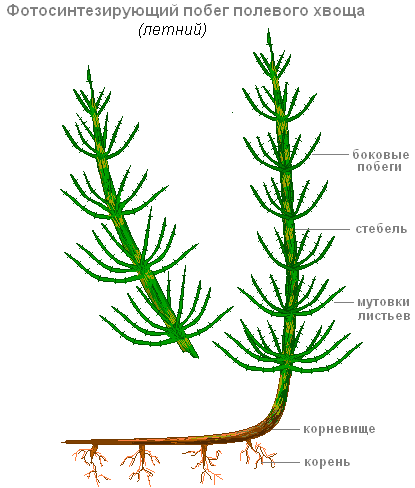 Фотосинтезирующий побег полевого хвоща
(летний)
боковые
побеги
стебель
мутовки
листьев
корневище
корень